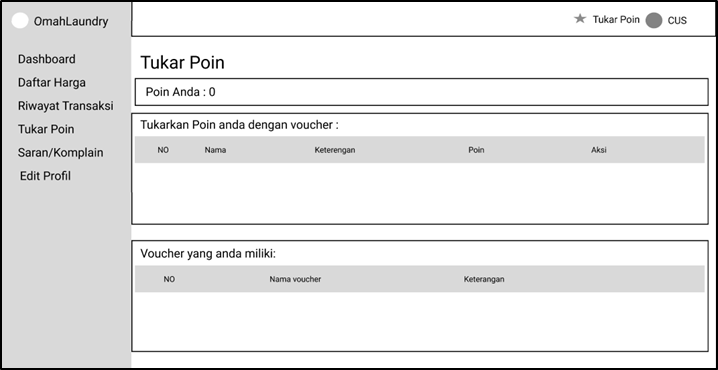 OmahLaundry
Tukar Poin CUS
Dashboard
Daftar Harga
Riwayat Transaksi
Tukar Poin
Saran/Komplain
Edit Profil
Tukar Poin
Poin Anda : 0
Tukarkan Poin anda dengan voucher :
NO Nama Keterengan Poin Aksi
Voucher yang anda miliki:
NO Nama voucher Keterangan